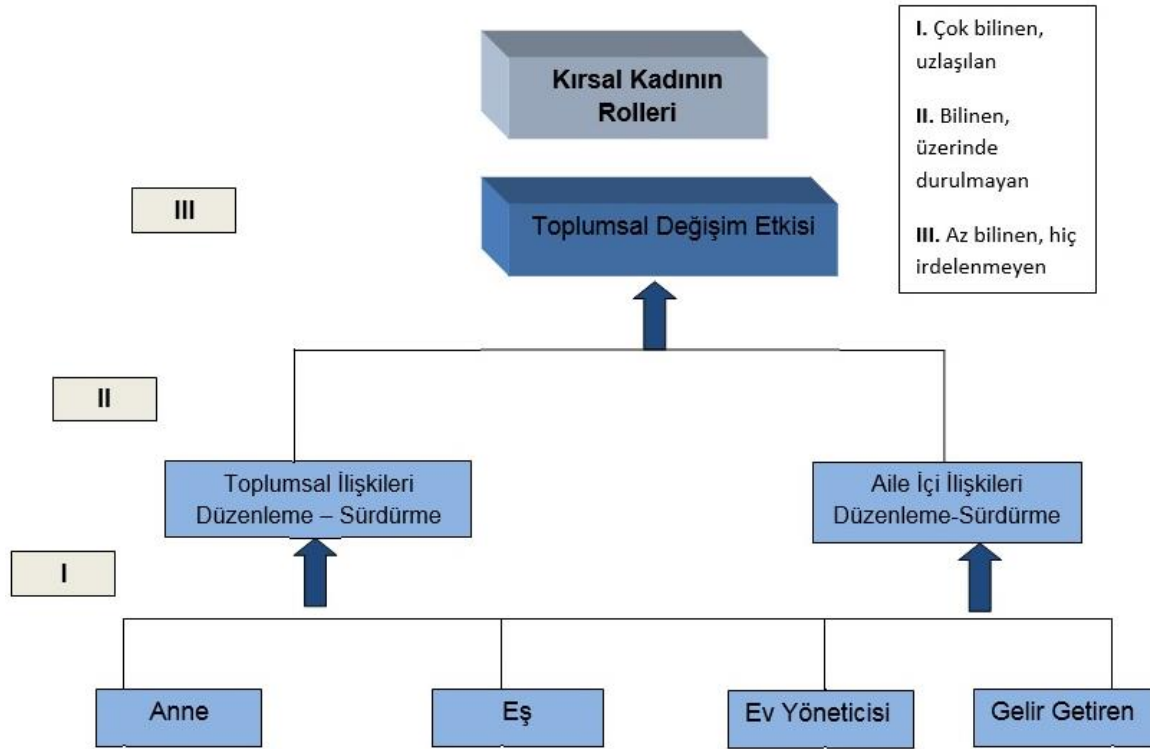 Kırsal Kadının
Rolleri
I. Çok bilinen,
uzlaşılan
II. Bilinen,
üzerinde
durulmayan
III. Az bilinen, hiç
irdelenmeyen
III
Toplumsal Değişim Etkisi
II
Toplumsal İlişkileri
Düzenleme – Sürdürme
Aile İçi İlişkileri
Düzenleme-Sürdürme
I
Anne
Eş
Ev Yöneticisi
Gelir Getiren